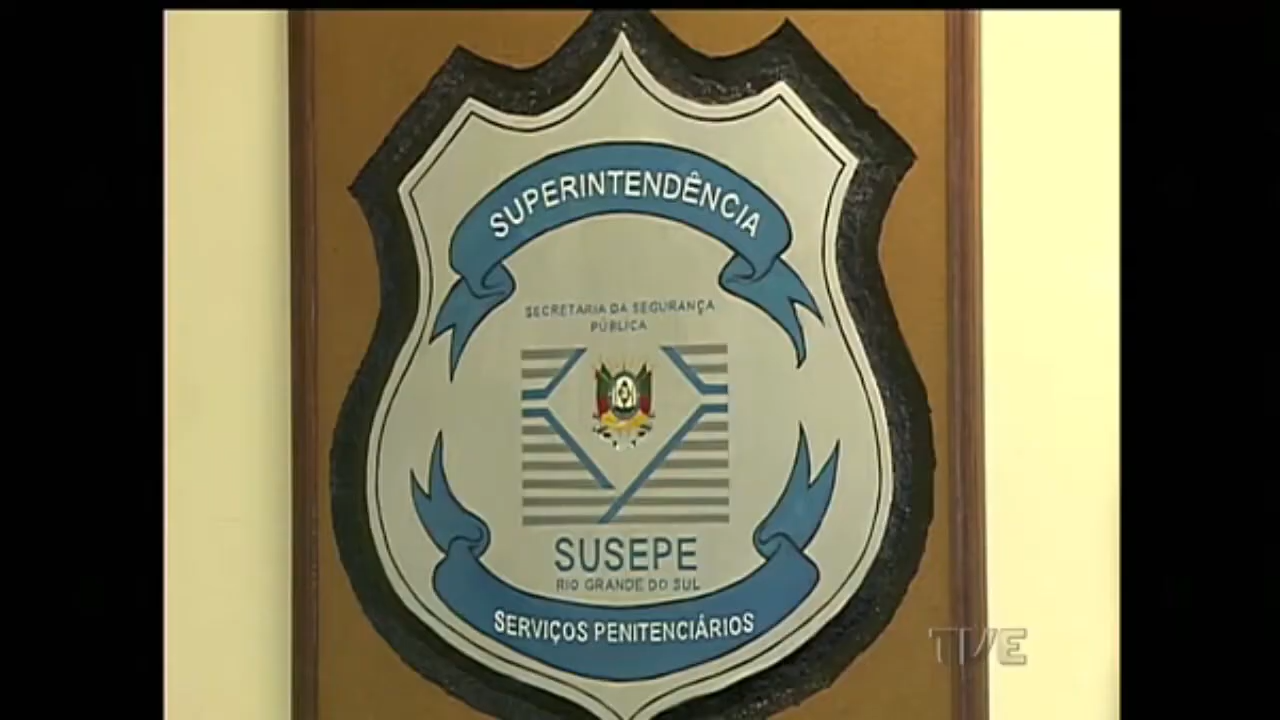 SUPERINTENDÊNCIA
SECRETARIA DA SEGURANÇA
PÚBLICA
SUSEPE
RIO GRANDE DO SUL
SERVIÇOS PENITENCIÁRIOS
TVE